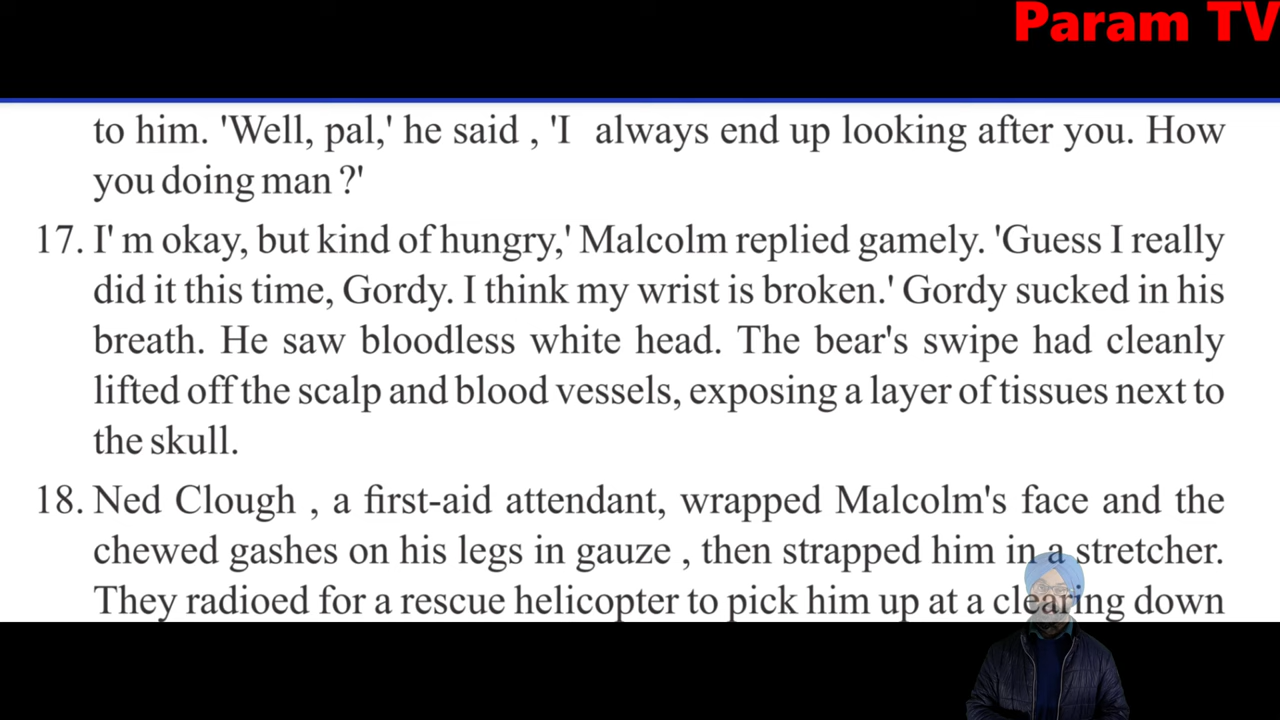 Param TV
to him. 'Well, pal,' he said , 'I always end up looking after you. How
you doing man ?'
17. I' m okay, but kind of hungry,' Malcolm replied gamely. 'Guess I really
did it this time, Gordy. I think my wrist is broken.' Gordy sucked in his
breath. He saw bloodless white head. The bear's swipe had cleanly
lifted off the scalp and blood vessels, exposing a layer of tissues next to
the skull.
18. Ned Clough , a first-aid attendant, wrapped Malcolm's face and the
chewed gashes on his legs in gauze , then strapped him in a stretcher.
They radioed for a rescue helicopter to pick him up at a clearing down